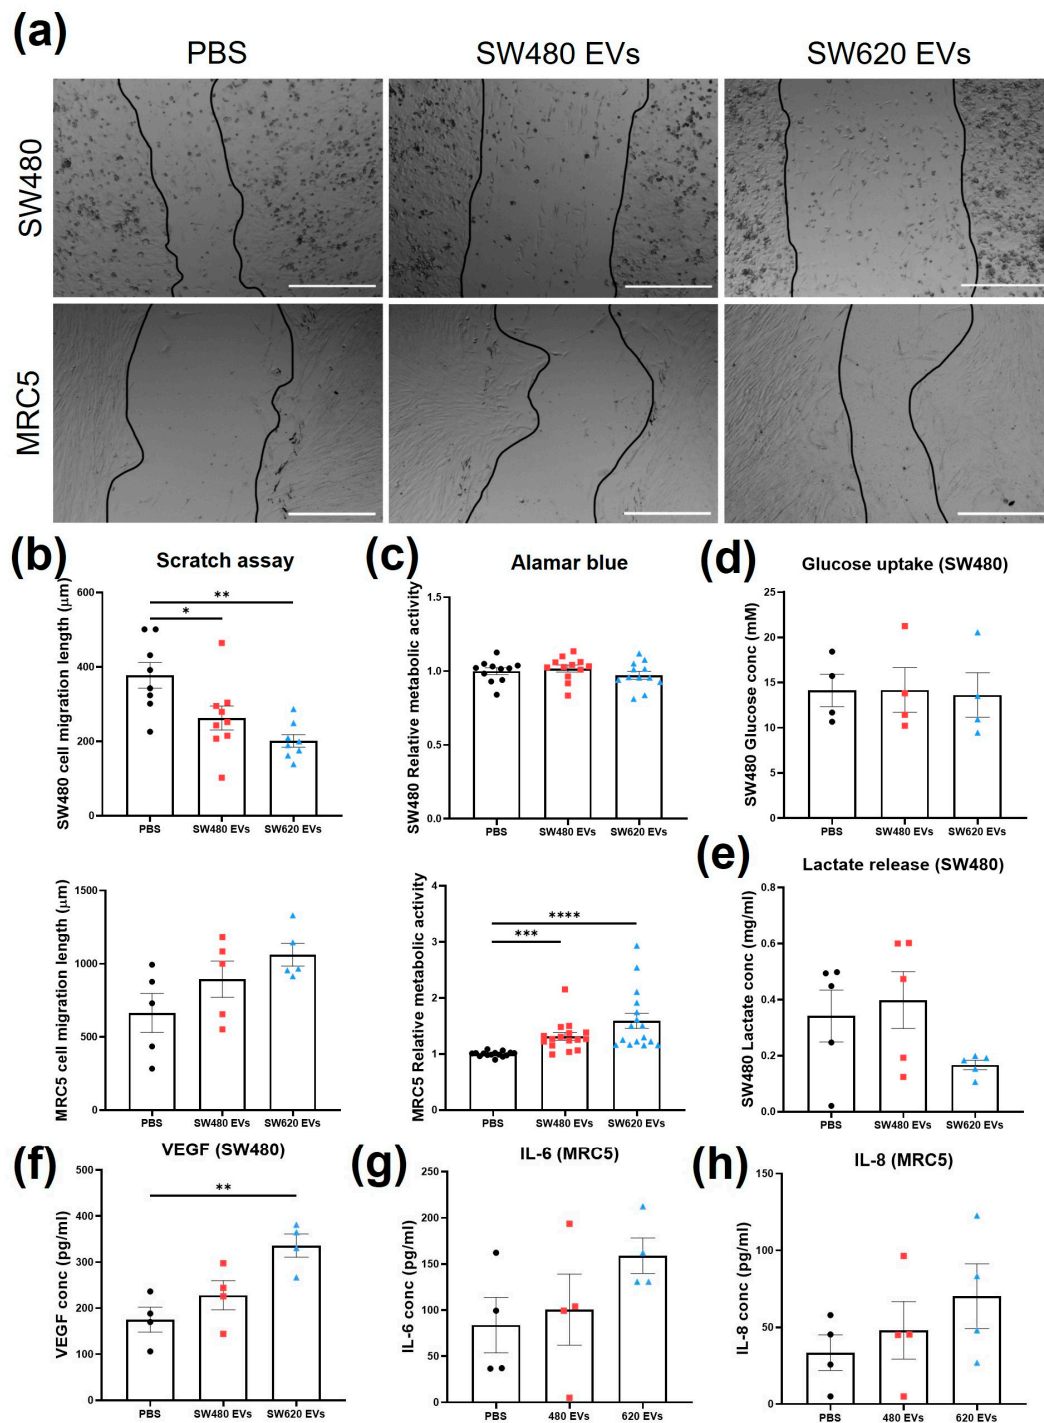 (a)
PBS
SW480 EVs
SW620 EVs
SW480
MRC5
(b)
Scratch assay
SW480 cell migration length (μm)
600
400
200
0
**
*
PBS
SW480 EVs
SW620 EVs
MRC5 cell migration length (μm)
1500
1000
500
0
PBS
SW480 EVs
SW620 EVs
(c)
Alamar blue
SW480 Relative metabolic activity
1.5
1.0
0.5
0.0
PBS
SW480 EVs
SW620 EVs
MRC5 Relative metabolic activity
4
3
2
1
0
****
***
PBS
SW480 EVs
SW620 EVs
(d)
Glucose uptake (SW480)
SW480 Glucose conc (mM)
25
20
15
10
5
0
PBS
SW480 EVs
SW620 EVs
(e)
Lactate release (SW480)
SW480 Lactate conc (mg/ml)
0.8
0.6
0.4
0.2
0.0
PBS
SW480 EVs
SW620 EVs
(f)
VEGF (SW480)
VEGF conc (pg/ml)
500
400
300
200
100
0
**
PBS
SW480 EVs
SW620 EVs
(g)
IL-6 (MRC5)
IL-6 conc (pg/ml)
250
200
150
100
50
0
PBS
480 EVs
620 EVs
(h)
IL-8 (MRC5)
IL-8 conc (pg/ml)
150
100
50
0
PBS
480 EVs
620 EVs